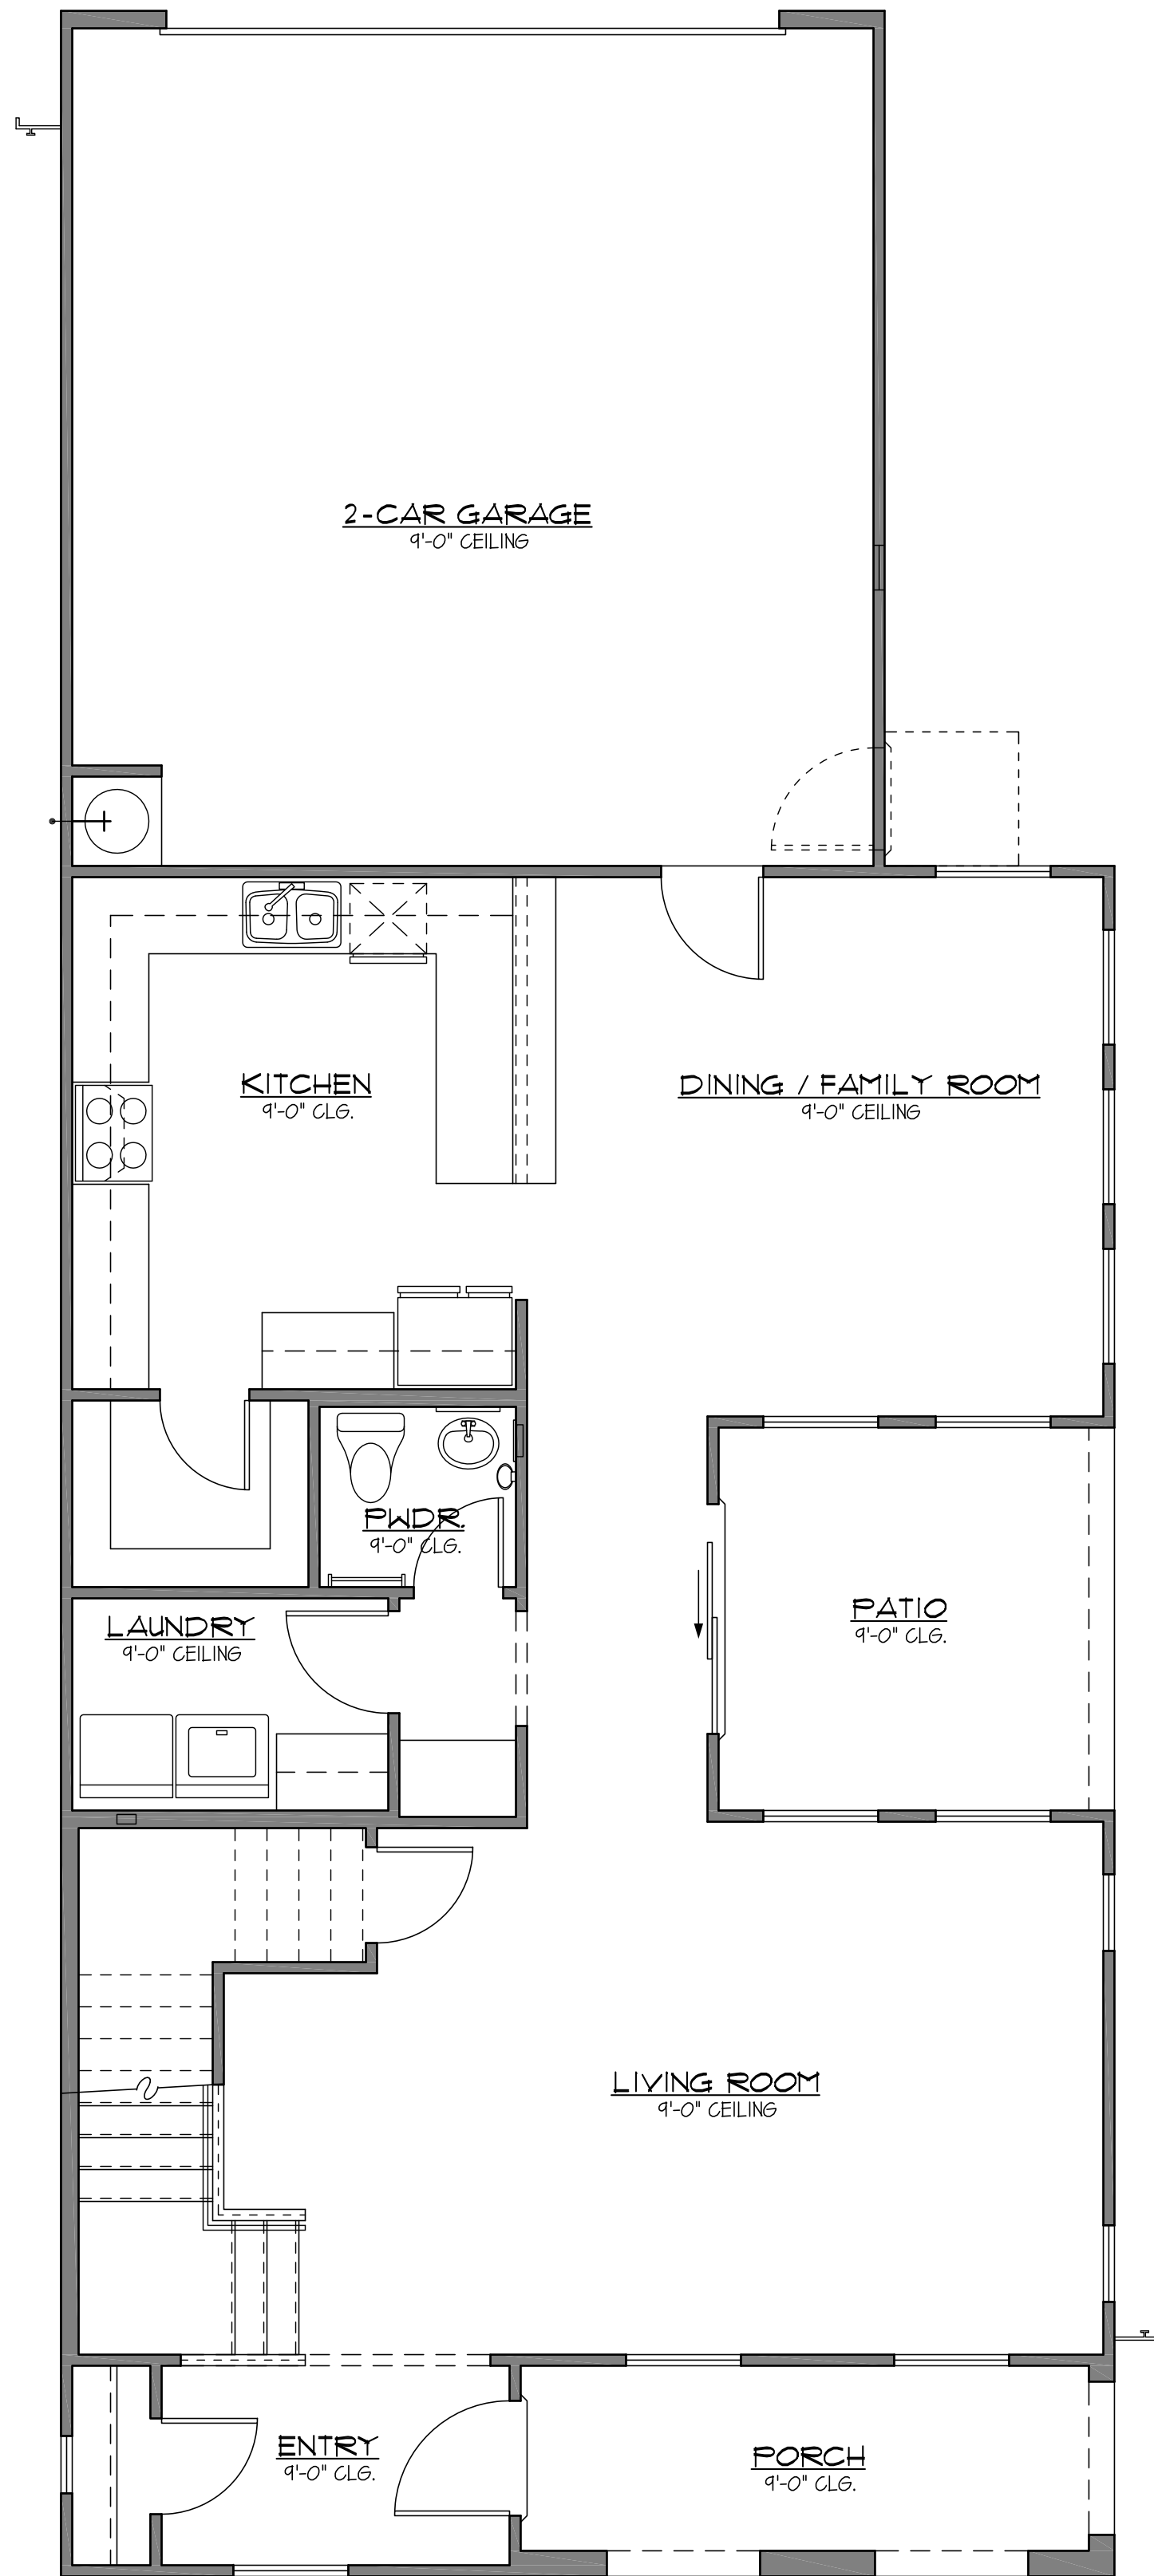 2-CAR GARAGE
9'-0" CEILING
KITCHEN
9'-0" CLG.
DINING / FAMILY ROOM
9'-0" CEILING
PWDR.
9'-0" CLG.
LAUNDRY
9'-0" CEILING
PATIO
9'-0" CLG.
LIVING ROOM
9'-0" CEILING
ENTRY
9'-0" CLG.
PORCH
9'-0" CLG.